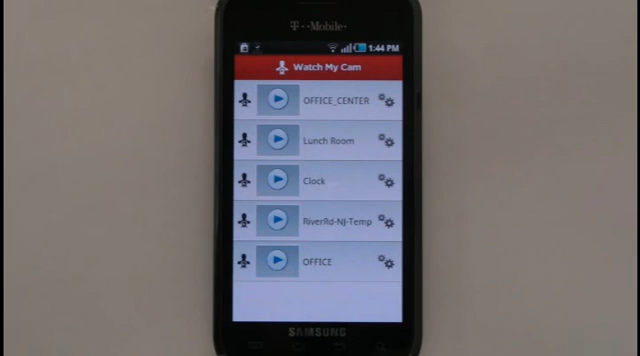 T··Mobile·
1:44 PM
Watch My Cam
OFFICE_CENTER
Lunch Room
Clock
RiverRd-NJ-Temp
OFFICE
SAMSUNG